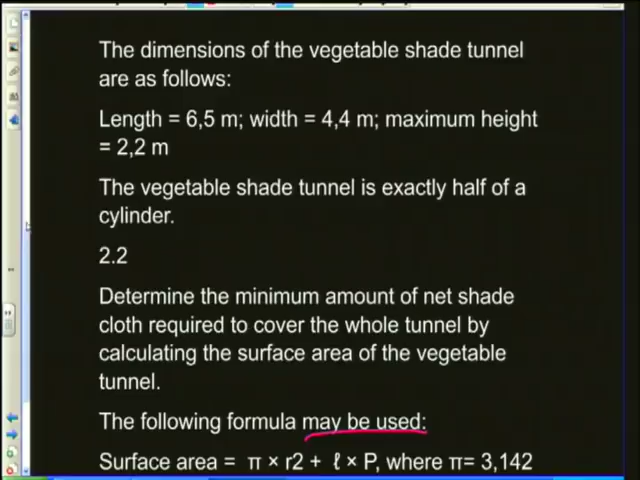 The dimensions of the vegetable shade tunnel
are as follows:
Length = 6,5 m; width = 4,4 m; maximum height
= 2,2 m
The vegetable shade tunnel is exactly half of a
cylinder.
2.2
Determine the minimum amount of net shade
cloth required to cover the whole tunnel by
calculating the surface area of the vegetable
tunnel.
The following formula may be used:
Surface area = π × r2 + ℓ × P, where π= 3,142